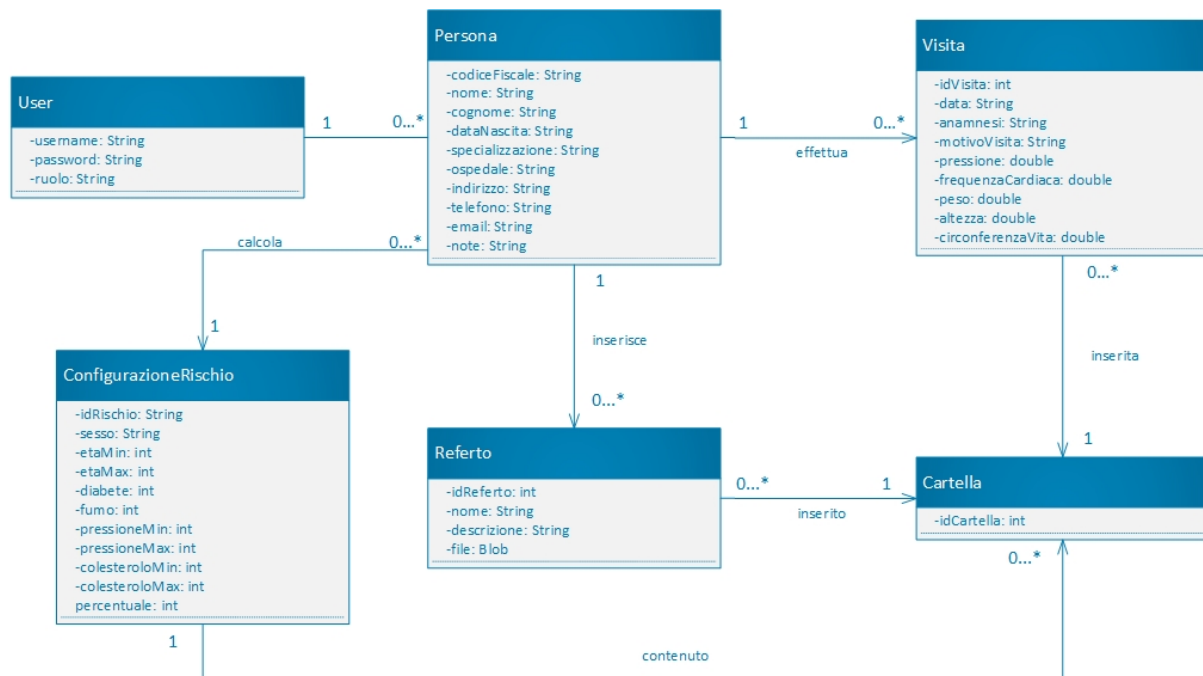 User
-username: String
-password: String
-ruolo: String
1
0...*
Persona
-codiceFiscale: String
-nome: String
-cognome: String
-dataNascita: String
-specializzazione: String
-ospedale: String
-indirizzo: String
-telefono: String
-email: String
-note: String
1
0...*
effettua
Visita
-idVisita: int
-data: String
-anamnesi: String
-motivoVisita: String
-pressione: double
-frequenzaCardiaca: double
-peso: double
-altezza: double
-circonferenzaVita: double
calcola
0...*
1
1
inserisce
0...*
0...*
inserita
1
ConfigurazioneRischio
-idRischio: String
-sesso: String
-etaMin: int
-etaMax: int
-diabete: int
-fumo: int
-pressioneMin: int
-pressioneMax: int
-colesteroloMin: int
-colesteroloMax: int
percentuale: int
Referto
-idReferto: int
-nome: String
-descrizione: String
-file: Blob
0...*
1
inserito
Cartella
-idCartella: int
0...*
1
contenuto